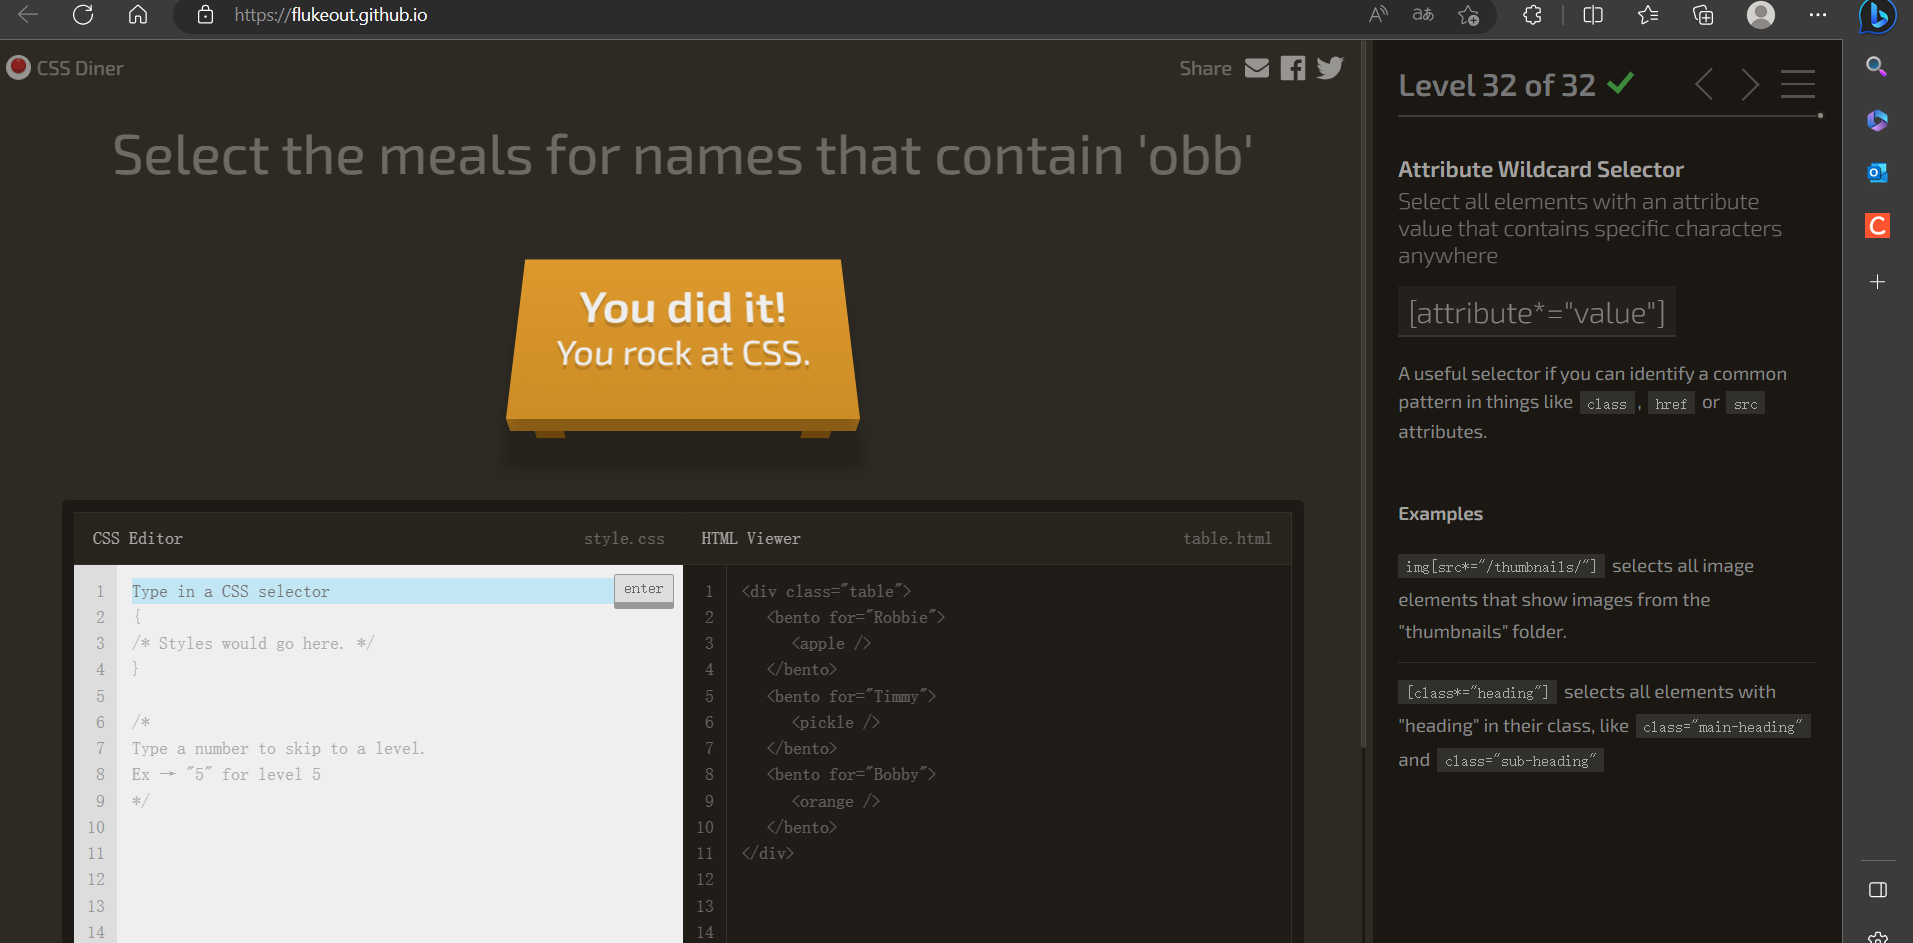 https://flukeout.github.io
CSS Diner
Share
Select the meals for names that contain 'obb'
You did it!
You rock at CSS.
CSS Editor
style.css
HTML Viewer
table.html
1 Type in a CSS selector
enter
2 {
3 /* Styles would go here. */
4 }
5
6 /*
7 Type a number to skip to a level.
8 Ex → "5" for level 5
9 */
10
11
12
13
14
1 <div class="table">
2 <bento for="Robbie">
3 <apple />
4 </bento>
5 <bento for="Timmy">
6 <pickle />
7 </bento>
8 <bento for="Bobby">
9 <orange />
10 </bento>
11 </div>
12
13
14
Level 32 of 32
Attribute Wildcard Selector
Select all elements with an attribute
value that contains specific characters
anywhere
[attribute*="value"]
A useful selector if you can identify a common
pattern in things like class , href or src
attributes.
Examples
img[src*="/thumbnails/"] selects all image
elements that show images from the
"thumbnails" folder.
[class*="heading"] selects all elements with
"heading" in their class, like class="main-heading"
and class="sub-heading"